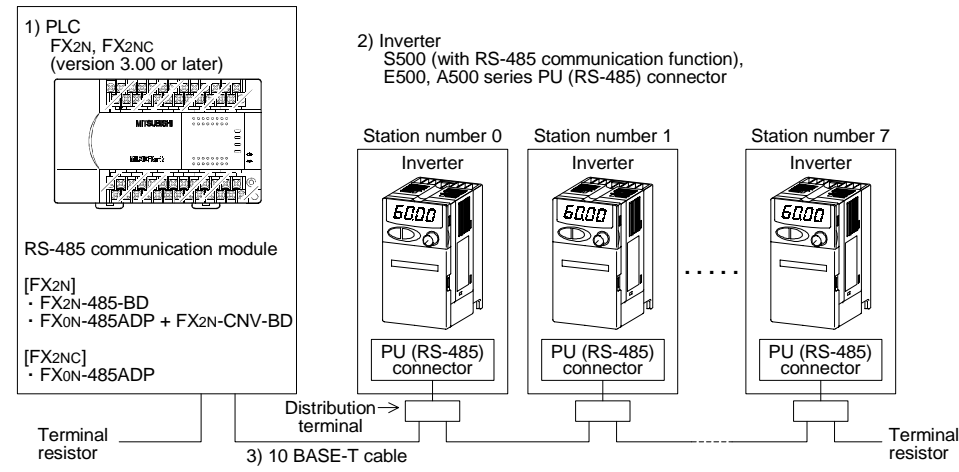 1) PLC
FX2N, FX2NC
(version 3.00 or later)
MITSUBISHI
RS-485 communication module
[FX2N]
· FX2N-485-BD
· FX0N-485ADP + FX2N-CNV-BD
[FX2NC]
· FX0N-485ADP
2) Inverter
S500 (with RS-485 communication function),
E500, A500 series PU (RS-485) connector
Station number 0
Inverter
60.00
PU (RS-485)
connector
Station number 1
Inverter
60.00
PU (RS-485)
connector
Station number 7
Inverter
60.00
PU (RS-485)
connector
Distribution
terminal
Terminal
resistor
3) 10 BASE-T cable
Terminal
resistor